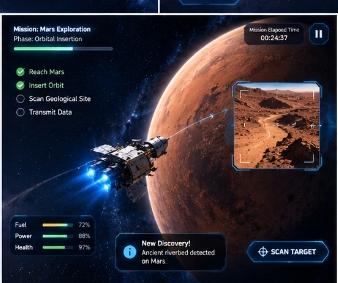 Mission: Mars Exploration
Phase: Orbital Insertion
Mission Elapsed Time
00:24:37
Reach Mars
Insert Orbit
Scan Geological Site
Transmit Data
Fuel 72%
Power 88%
Health 97%
New Discovery!
Ancient riverbed detected
on Mars.
SCAN TARGET